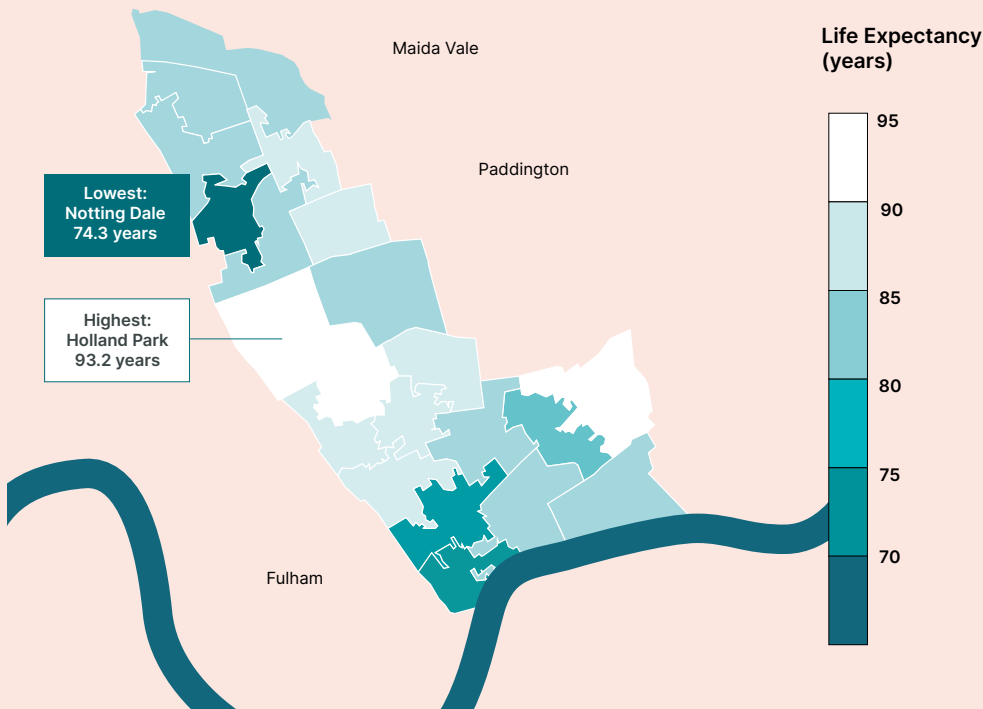 Maida Vale
Life Expectancy
(years)
95
Paddington
Lowest:
Notting Dale
74.3 years
90
85
Highest:
Holland Park
93.2 years
80
75
70
Fulham